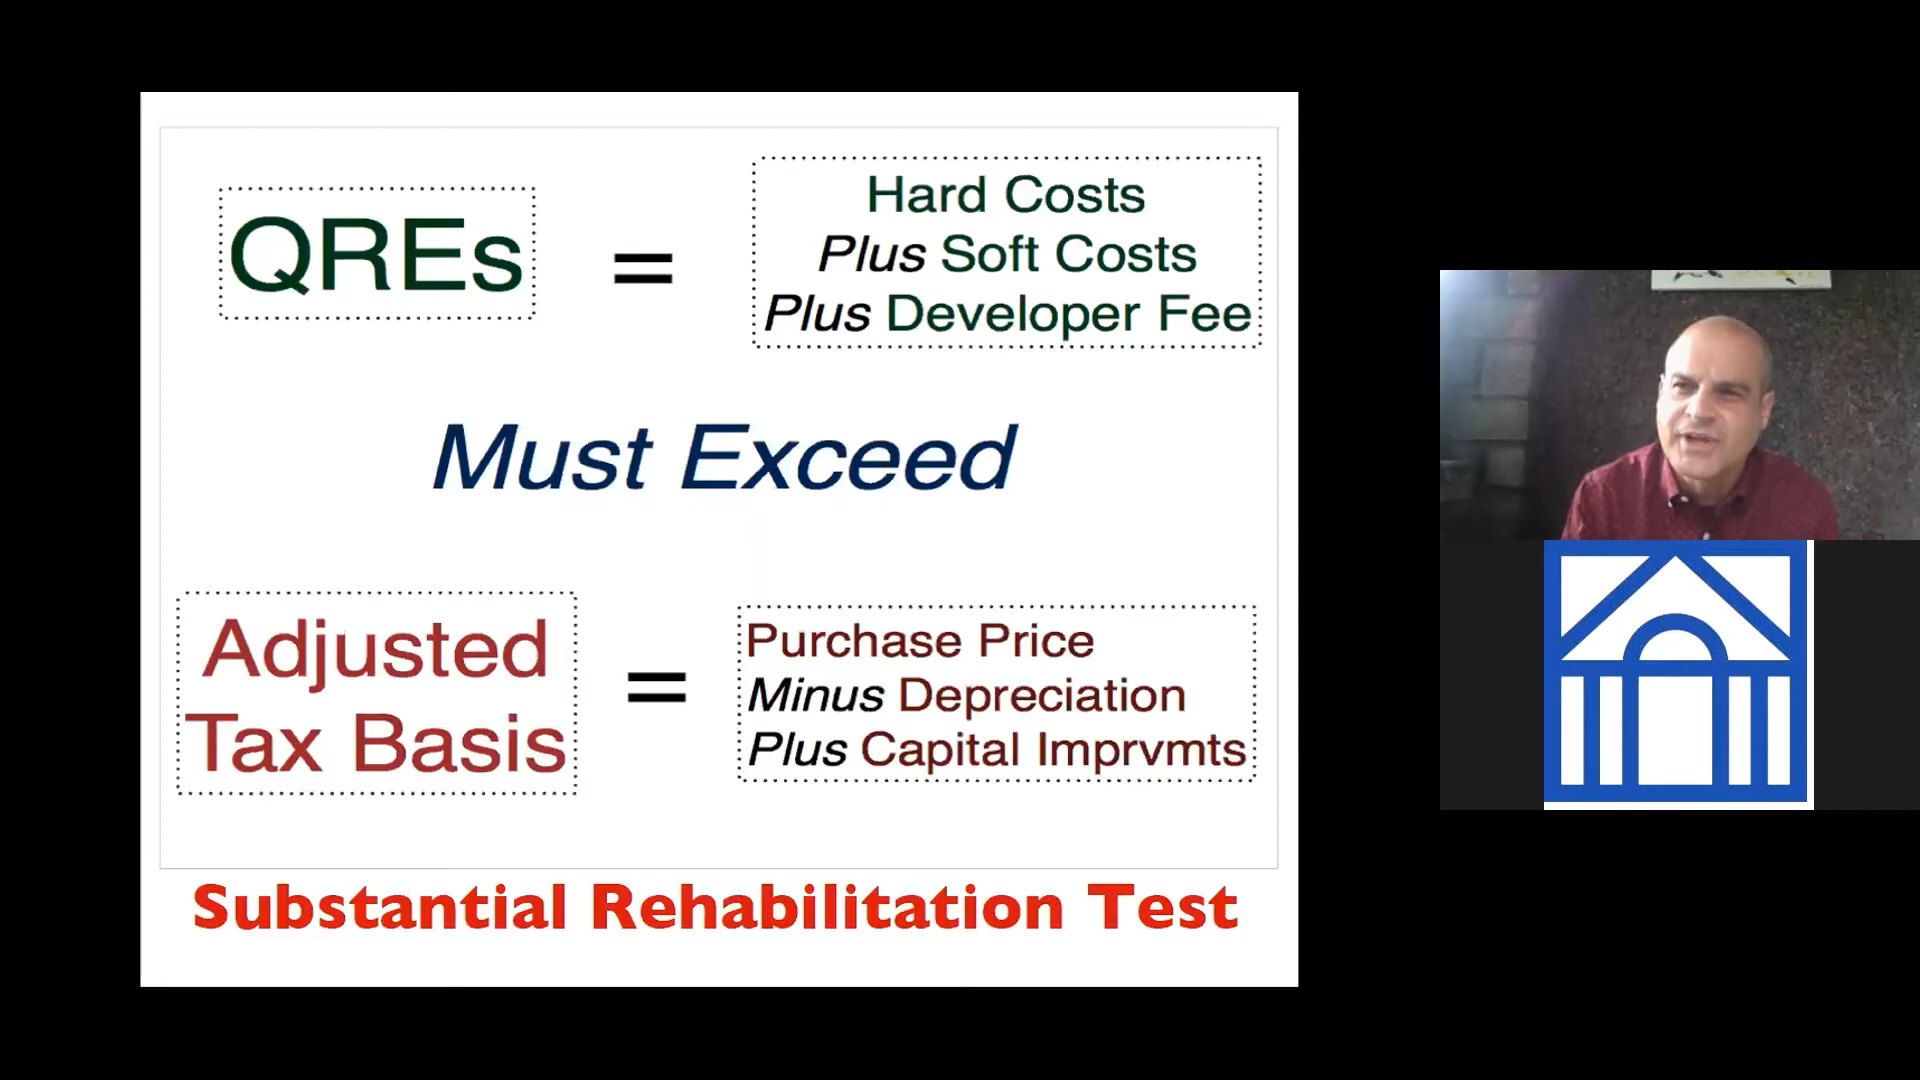 QREs
=
Hard Costs
Plus Soft Costs
Plus Developer Fee
Must Exceed
Adjusted
Tax Basis
=
Purchase Price
Minus Depreciation
Plus Capital Imprvmts
Substantial Rehabilitation Test